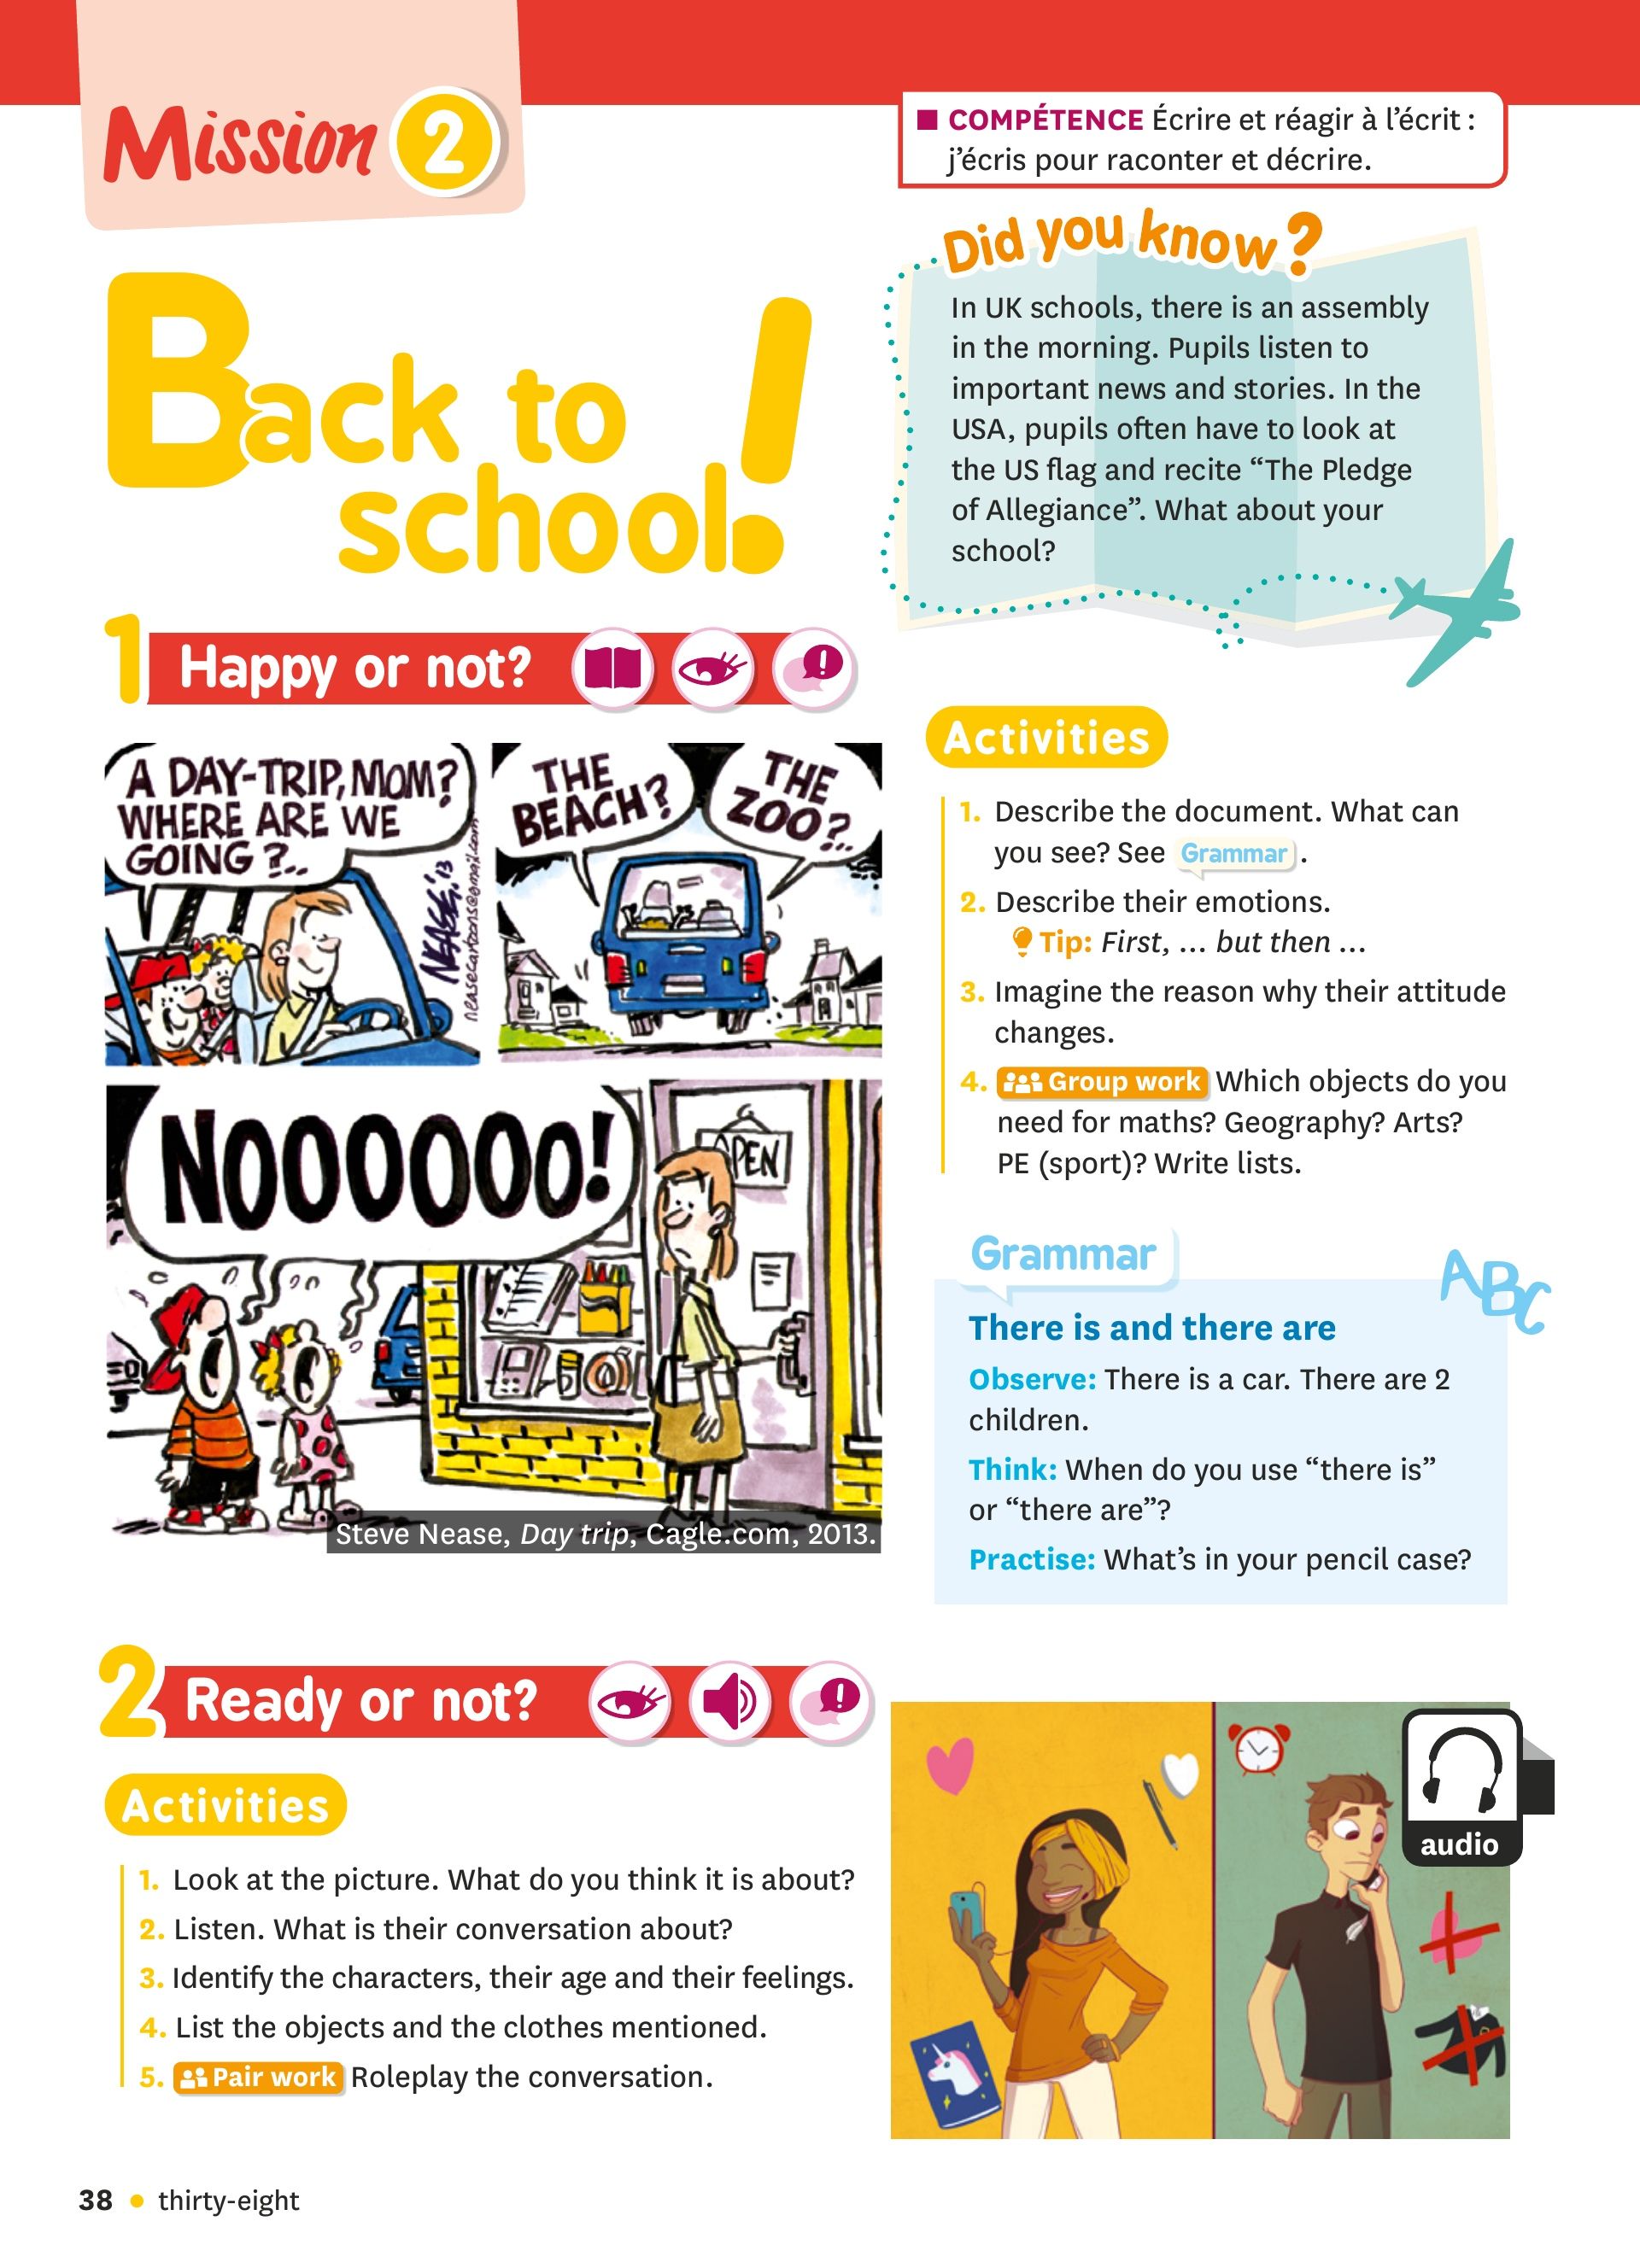 Mission 2
■ COMPÉTENCE Écrire et réagir à l'écrit :
j'écris pour raconter et décrire.
Back to
school!
Did you know?
In UK schools, there is an assembly
in the morning. Pupils listen to
important news and stories. In the
USA, pupils often have to look at
the US flag and recite “The Pledge
of Allegiance”. What about your
school?
1 Happy or not?
A DAY-TRIP, MOM?
WHERE ARE WE
GOING?..
NEASE '13
neasecartoons@gmail.com
THE
BEACH?
THE
ZOO?..
NOOOOOOO!
OPEN
Steve Nease, Day trip, Cagle.com, 2013.
Activities
1. Describe the document. What can
you see? See Grammar .
2. Describe their emotions.
Tip: First, … but then …
3. Imagine the reason why their attitude
changes.
4. Group work Which objects do you
need for maths? Geography? Arts?
PE (sport)? Write lists.
Grammar
ABC
There is and there are
Observe: There is a car. There are 2
children.
Think: When do you use “there is”
or “there are”?
Practise: What's in your pencil case?
2 Ready or not?
Activities
1. Look at the picture. What do you think it is about?
2. Listen. What is their conversation about?
3. Identify the characters, their age and their feelings.
4. List the objects and the clothes mentioned.
5. Pair work Roleplay the conversation.
audio
38 • thirty-eight